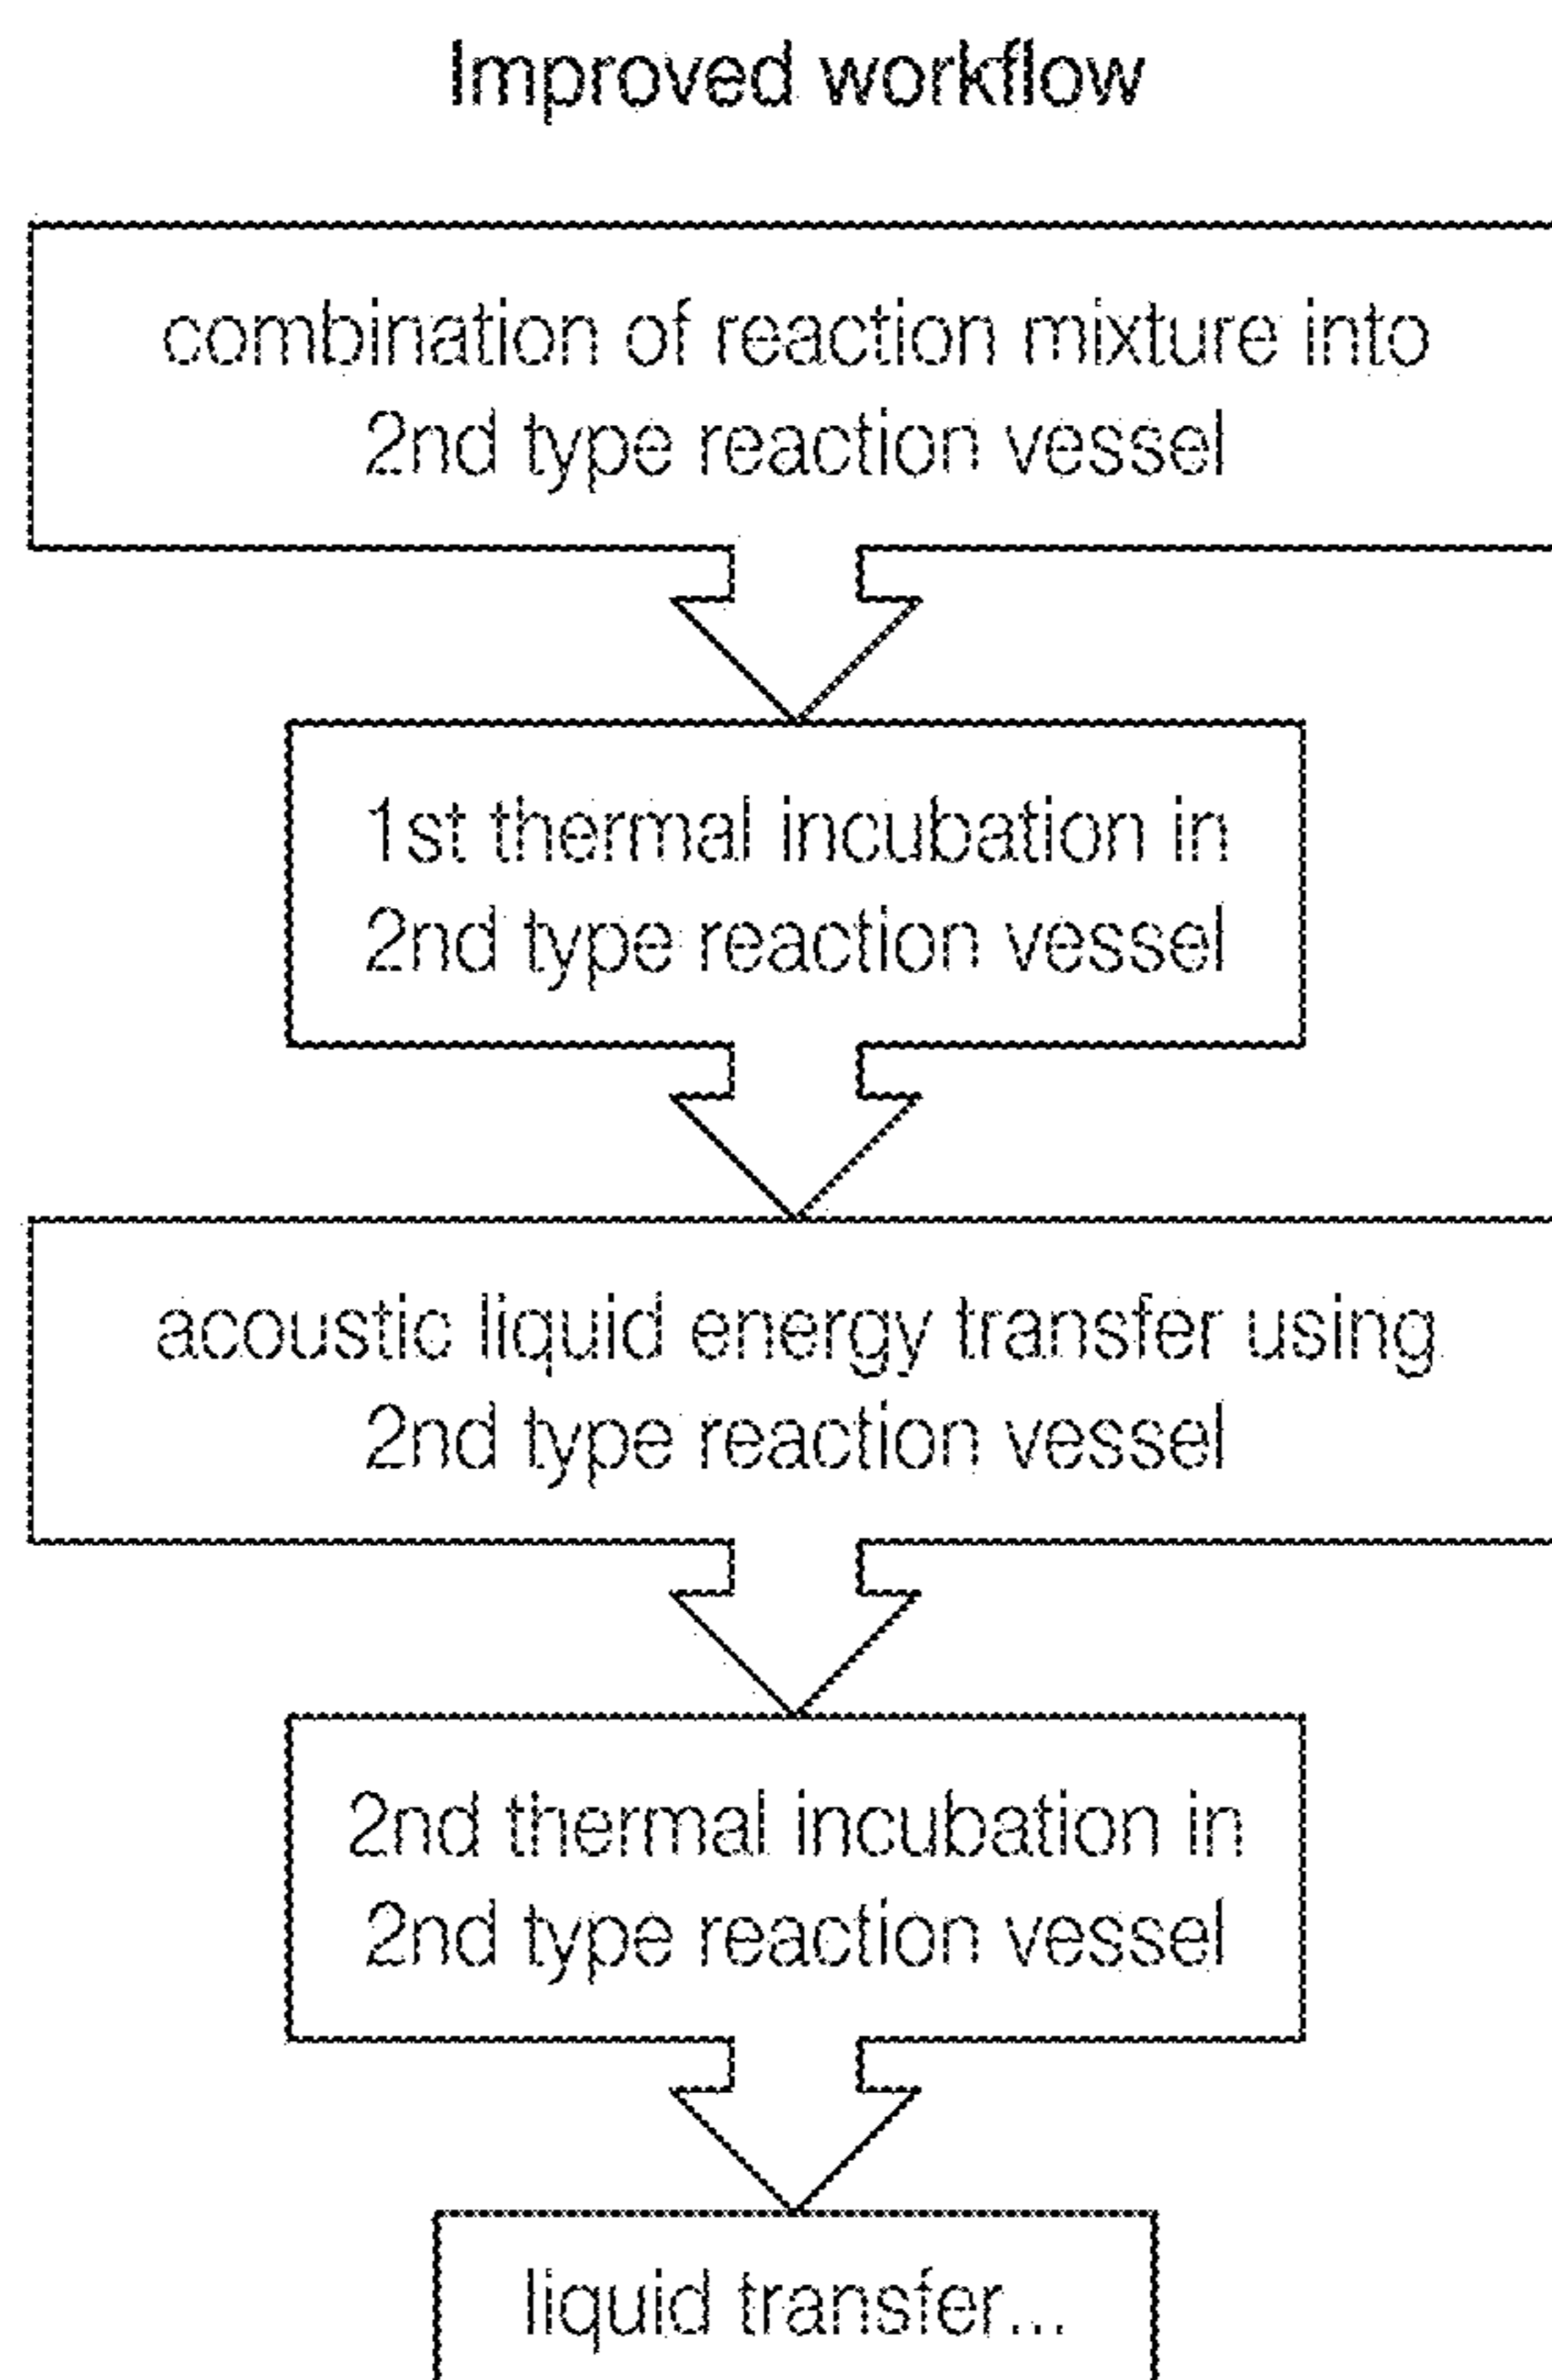 Improved workflow
combination of reaction mixture into
2nd type reaction vessel
1st thermal incubation in
2nd type reaction vessel
acoustic liquid energy transfer using
2nd type reaction vessel
2nd thermal incubation in
2nd type reaction vessel
liquid transfer...